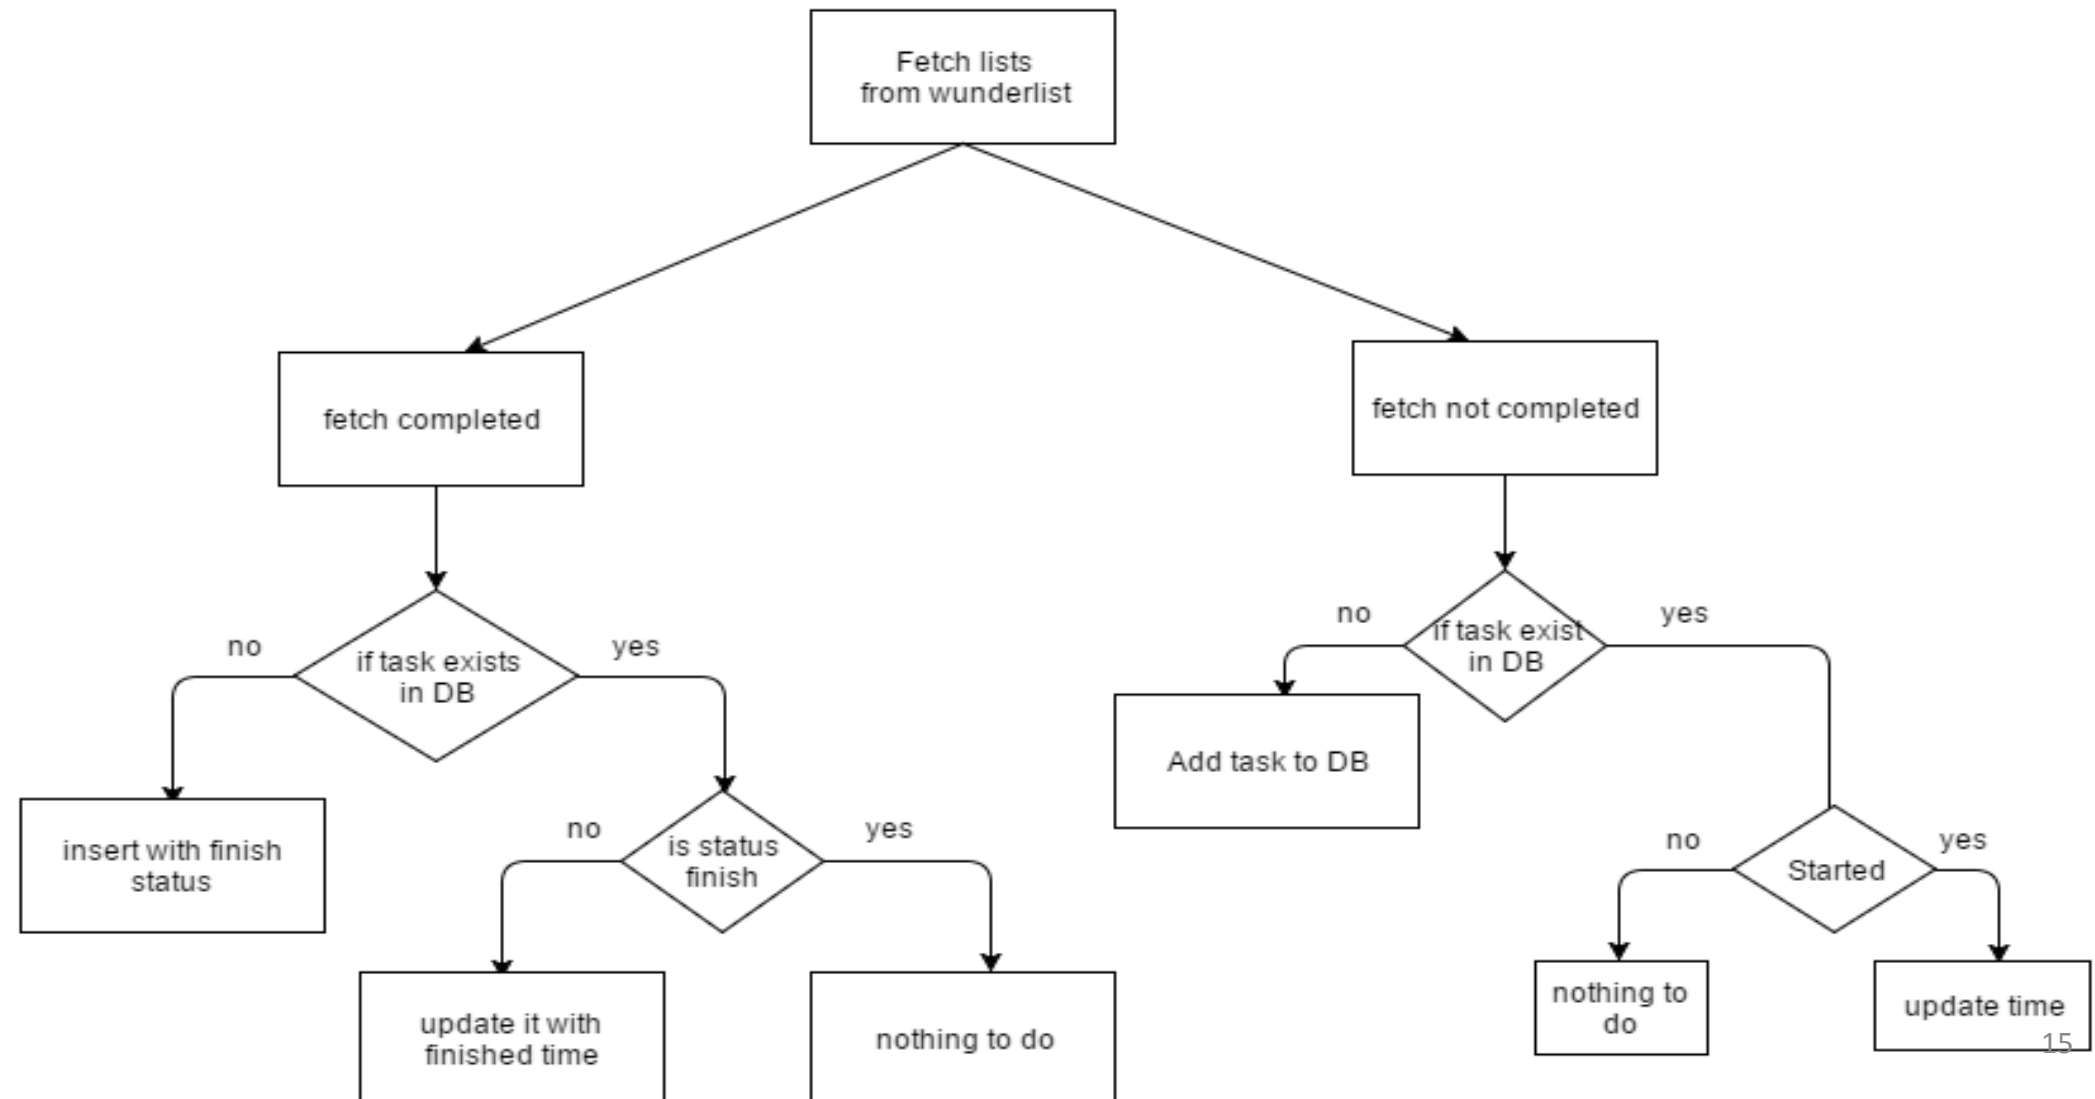 Fetch lists
from wunderlist
fetch completed
fetch not completed
no
if task exists
in DB
yes
no
if task exist
in DB
yes
insert with finish
status
no
is status
finish
yes
Add task to DB
no
Started
yes
update it with
finished time
nothing to do
nothing to
do
update time
15